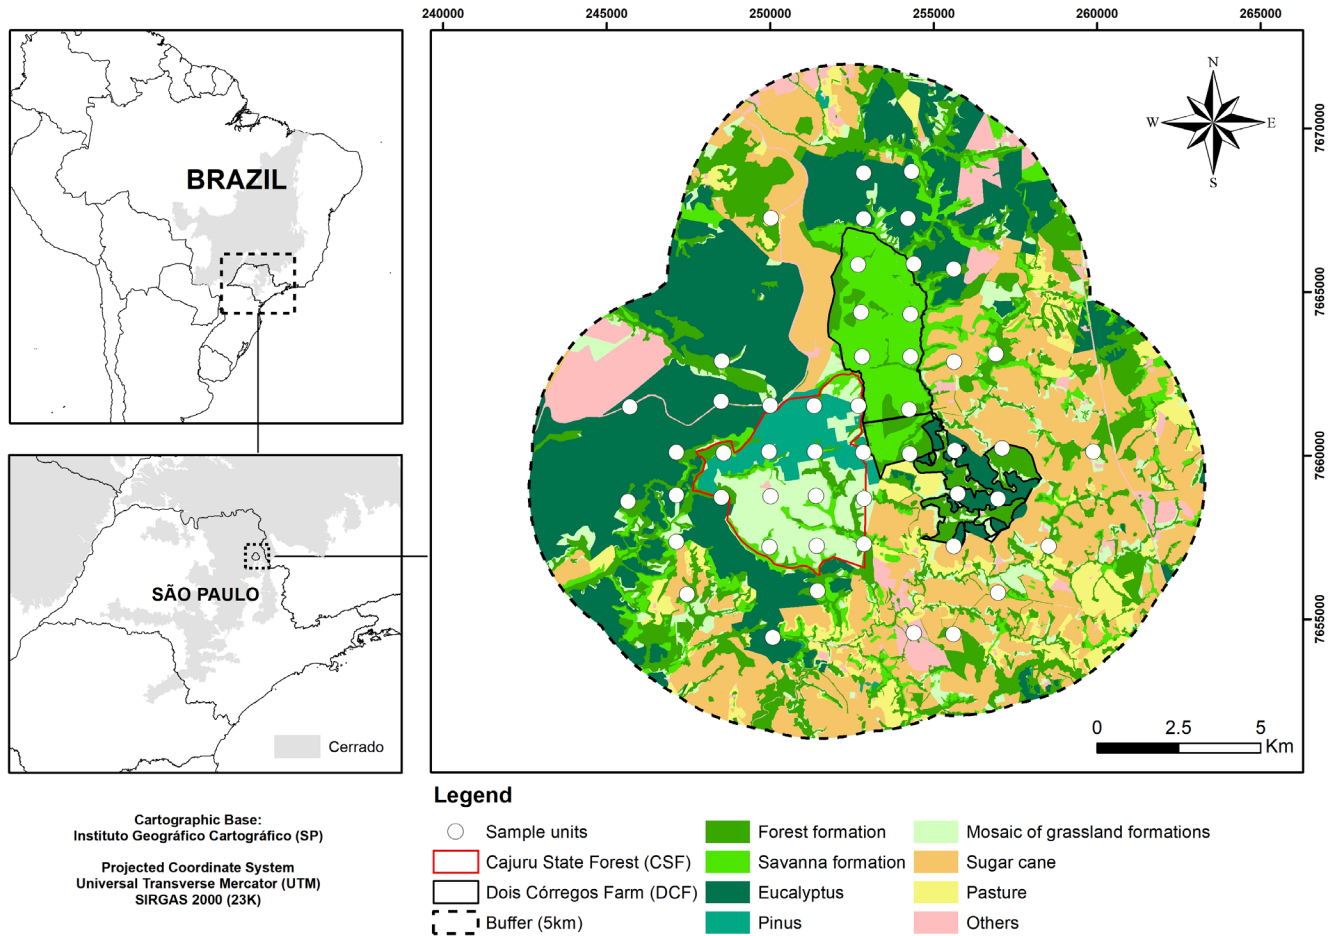 240000 245000 250000 255000 260000 265000
BRAZIL
N
W E
S
7670000
7665000
7660000
7655000
SÃO PAULO
Cerrado
0 2.5 5
Km
Legend
Sample units
Cajuru State Forest (CSF)
Dois Córregos Farm (DCF)
Buffer (5km)
Forest formation
Savanna formation
Eucalyptus
Pinus
Mosaic of grassland formations
Sugar cane
Pasture
Others
Cartographic Base:
Instituto Geográfico Cartográfico (SP)
Projected Coordinate System
Universal Transverse Mercator (UTM)
SIRGAS 2000 (23K)